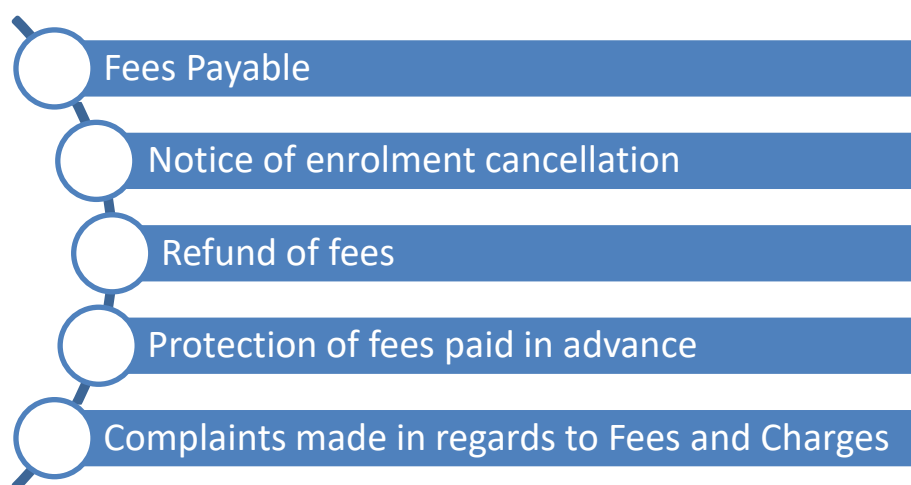 Fees Payable
Notice of enrolment cancellation
Refund of fees
Protection of fees paid in advance
Complaints made in regards to Fees and Charges